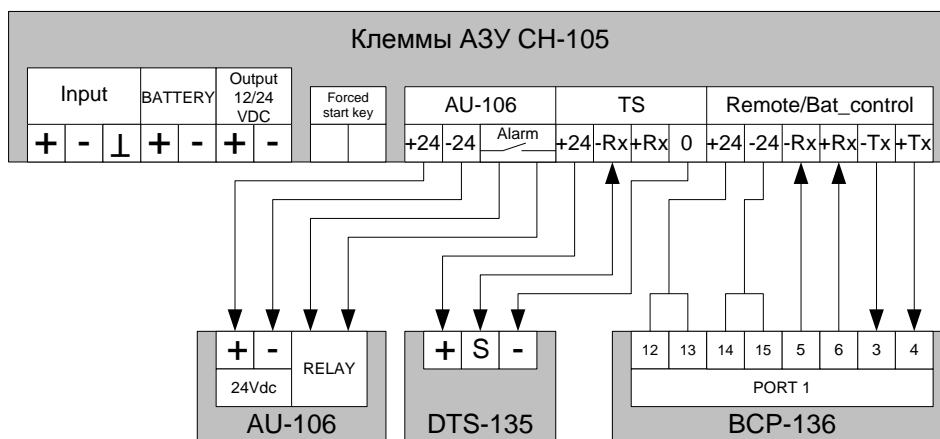 Клеммы АЗУ СН-105
Input BATTERY Output 12/24 VDC Forced start key AU-106 TS Remote/Bat_control
+ - ⊥ + - + - +24 -24 Alarm +24 -Rx +Rx 0 +24 -24 -Rx +Rx -Tx +Tx
+ - RELAY + S - 12 13 14 15 5 6 3 4
24Vdc PORT 1
AU-106 DTS-135 BCP-136